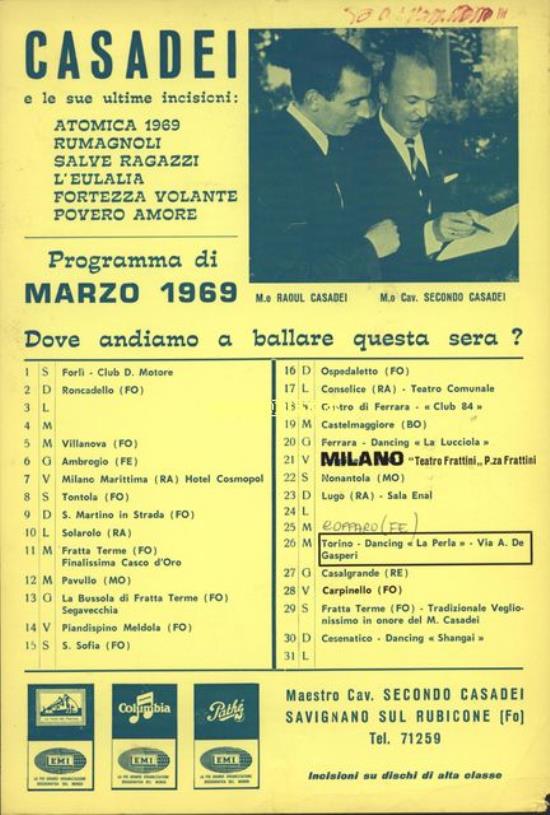 CASADEI
e le sue ultime incisioni:
ATOMICA 1969
RUMAGNOLI
SALVE RAGAZZI
L'EULALIA
FORTEZZA VOLANTE
POVERO AMORE
Programma di
MARZO 1969
M.o RAOUL CASADEI M.o Cav. SECONDO CASADEI
Dove andiamo a ballare questa sera ?
1 S Forlì - Club D. Motore
2 D Roncadello (FO)
3 L
4 M
5 M Villanova (FO)
6 G Ambrogio (FE)
7 V Milano Marittima (RA) Hotel Cosmopol
8 S Tontola (FO)
9 D S. Martino in Strada (FO)
10 L Solarolo (RA)
11 M Fratta Terme (FO)
Finalissima Casco d'Oro
12 M Pavullo (MO)
13 G La Bussola di Fratta Terme (FO)
Segavecchia
14 V Piandispino Meldola (FO)
15 S S. Sofia (FO)
16 D Ospedaletto (FO)
17 L Conselice (RA) - Teatro Comunale
18 di Ferrara - « Club 84 »
19 M Castelmaggiore (BO)
20 G Ferrara - Dancing « La Lucciola »
21 V MILANO "Teatro Frattini„ P.za Frattini
22 S Nonantola (MO)
23 D Lugo (RA) - Sala Enal
24 L
25 M (FE)
26 M Torino - Dancing « La Perla » - Via A. De
Gasperi
27 G Casalgrande (RE)
28 V Carpinello (FO)
29 S Fratta Terme (FO) - Tradizionale Veglio-
nissimo in onore del M. Casadei
30 D Cesenatico - Dancing « Shangai »
31 L
Columbia
Pathé
EMI
EMI
EMI
Maestro Cav. SECONDO CASADEI
SAVIGNANO SUL RUBICONE (Fo)
Tel. 71259
Incisioni su dischi di alta classe